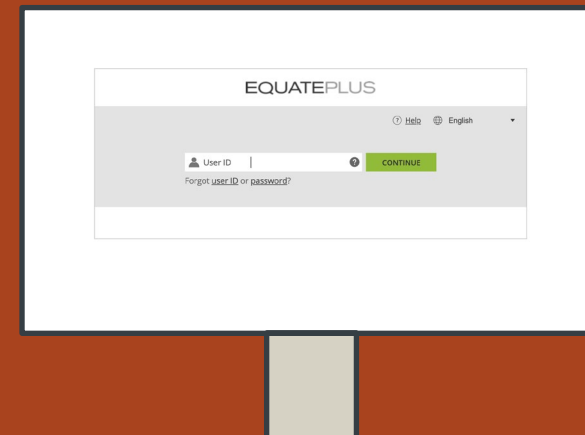 EQUATEPLUS
Help English
User ID CONTINUE
Forgot user ID or password?